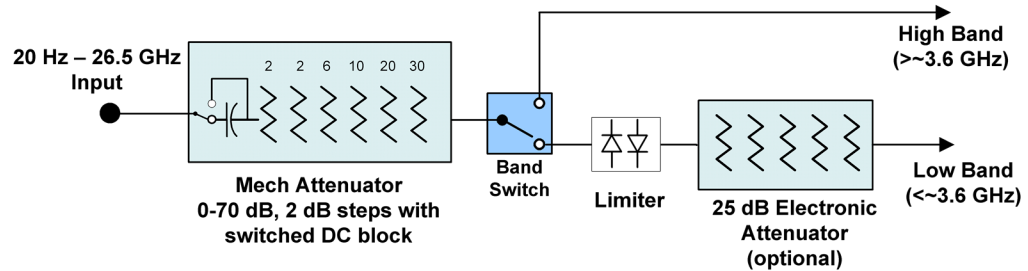 20 Hz – 26.5 GHz
Input
2 2 6 10 20 30
Mech Attenuator
0-70 dB, 2 dB steps with
switched DC block
Band
Switch
Limiter
25 dB Electronic
Attenuator
(optional)
High Band
(>~3.6 GHz)
Low Band
(<~3.6 GHz)